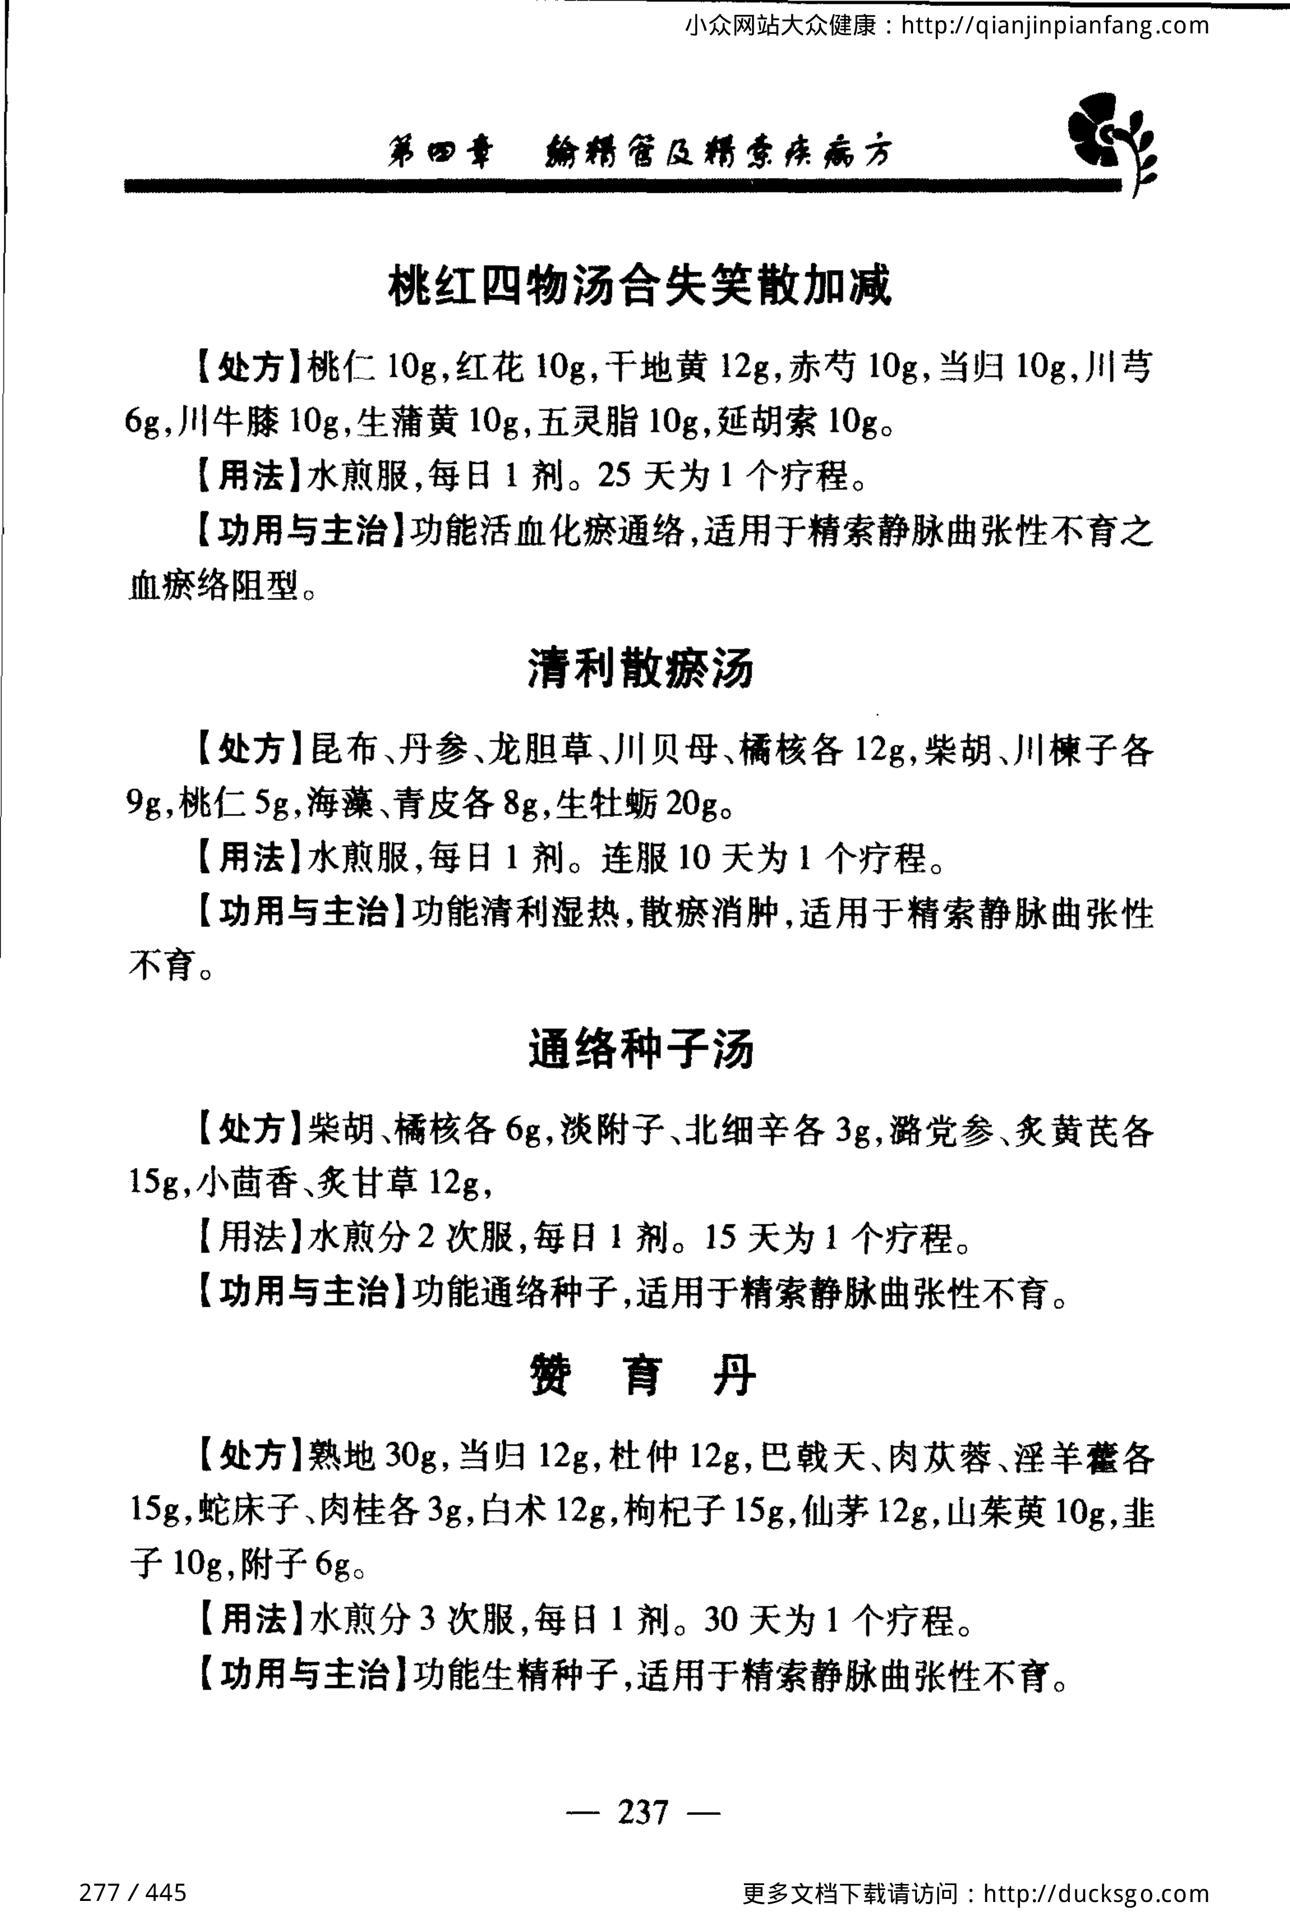 小众网站大众健康：http://qianjinpianfang.com
第四章　输精管及精索疾病方
桃红四物汤合失笑散加减
【处方】桃仁 10g,红花 10g,干地黄 12g,赤芍 10g,当归 10g,川芎
6g,川牛膝 10g,生蒲黄 10g,五灵脂 10g,延胡索 10g。
【用法】水煎服,每日 1 剂。25 天为 1 个疗程。
【功用与主治】功能活血化瘀通络,适用于精索静脉曲张性不育之
血瘀络阻型。
清利散瘀汤
【处方】昆布、丹参、龙胆草、川贝母、橘核各 12g,柴胡、川楝子各
9g,桃仁 5g,海藻、青皮各 8g,生牡蛎 20g。
【用法】水煎服,每日 1 剂。连服 10 天为 1 个疗程。
【功用与主治】功能清利湿热,散瘀消肿,适用于精索静脉曲张性
不育。
通络种子汤
【处方】柴胡、橘核各 6g,淡附子、北细辛各 3g,潞党参、炙黄芪各
15g,小茴香、炙甘草 12g,
【用法】水煎分 2 次服,每日 1 剂。15 天为 1 个疗程。
【功用与主治】功能通络种子,适用于精索静脉曲张性不育。
赞　育　丹
【处方】熟地 30g,当归 12g,杜仲 12g,巴戟天、肉苁蓉、淫羊藿各
15g,蛇床子、肉桂各 3g,白术 12g,枸杞子 15g,仙茅 12g,山茱萸 10g,韭
子 10g,附子 6g。
【用法】水煎分 3 次服,每日 1 剂。30 天为 1 个疗程。
【功用与主治】功能生精种子,适用于精索静脉曲张性不育。
— 237 —
277 / 445
更多文档下载请访问：http://ducksgo.com